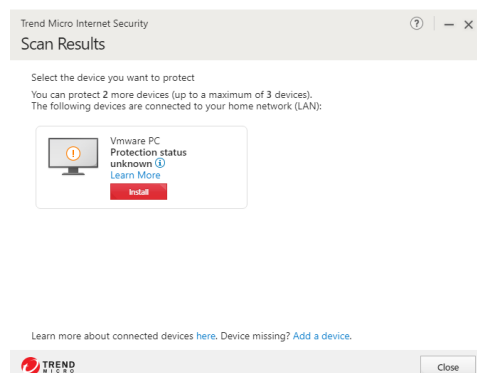 Trend Micro Internet Security
Scan Results
Select the device you want to protect
You can protect 2 more devices (up to a maximum of 3 devices).
The following devices are connected to your home network (LAN):
Vmware PC
Protection status
unknown
Learn More
Install
Learn more about connected devices here. Device missing? Add a device.
TREND
MICRO
Close